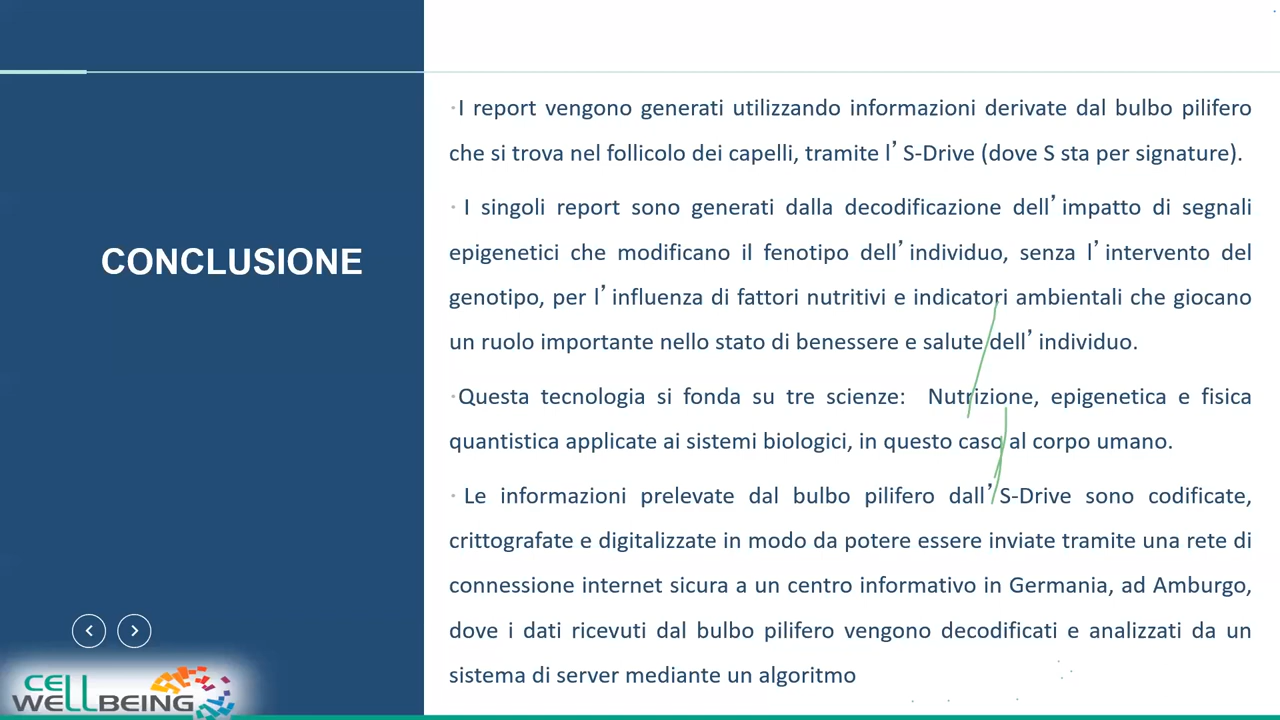 CONCLUSIONE
·I report vengono generati utilizzando informazioni derivate dal bulbo pilifero
che si trova nel follicolo dei capelli, tramite l’S-Drive (dove S sta per signature).
· I singoli report sono generati dalla decodificazione dell’impatto di segnali
epigenetici che modificano il fenotipo dell’individuo, senza l’intervento del
genotipo, per l’influenza di fattori nutritivi e indicatori ambientali che giocano
un ruolo importante nello stato di benessere e salute dell’individuo.
·Questa tecnologia si fonda su tre scienze: Nutrizione, epigenetica e fisica
quantistica applicate ai sistemi biologici, in questo caso al corpo umano.
· Le informazioni prelevate dal bulbo pilifero dall’S-Drive sono codificate,
crittografate e digitalizzate in modo da potere essere inviate tramite una rete di
connessione internet sicura a un centro informativo in Germania, ad Amburgo,
dove i dati ricevuti dal bulbo pilifero vengono decodificati e analizzati da un
sistema di server mediante un algoritmo
CELL
WELLBEING